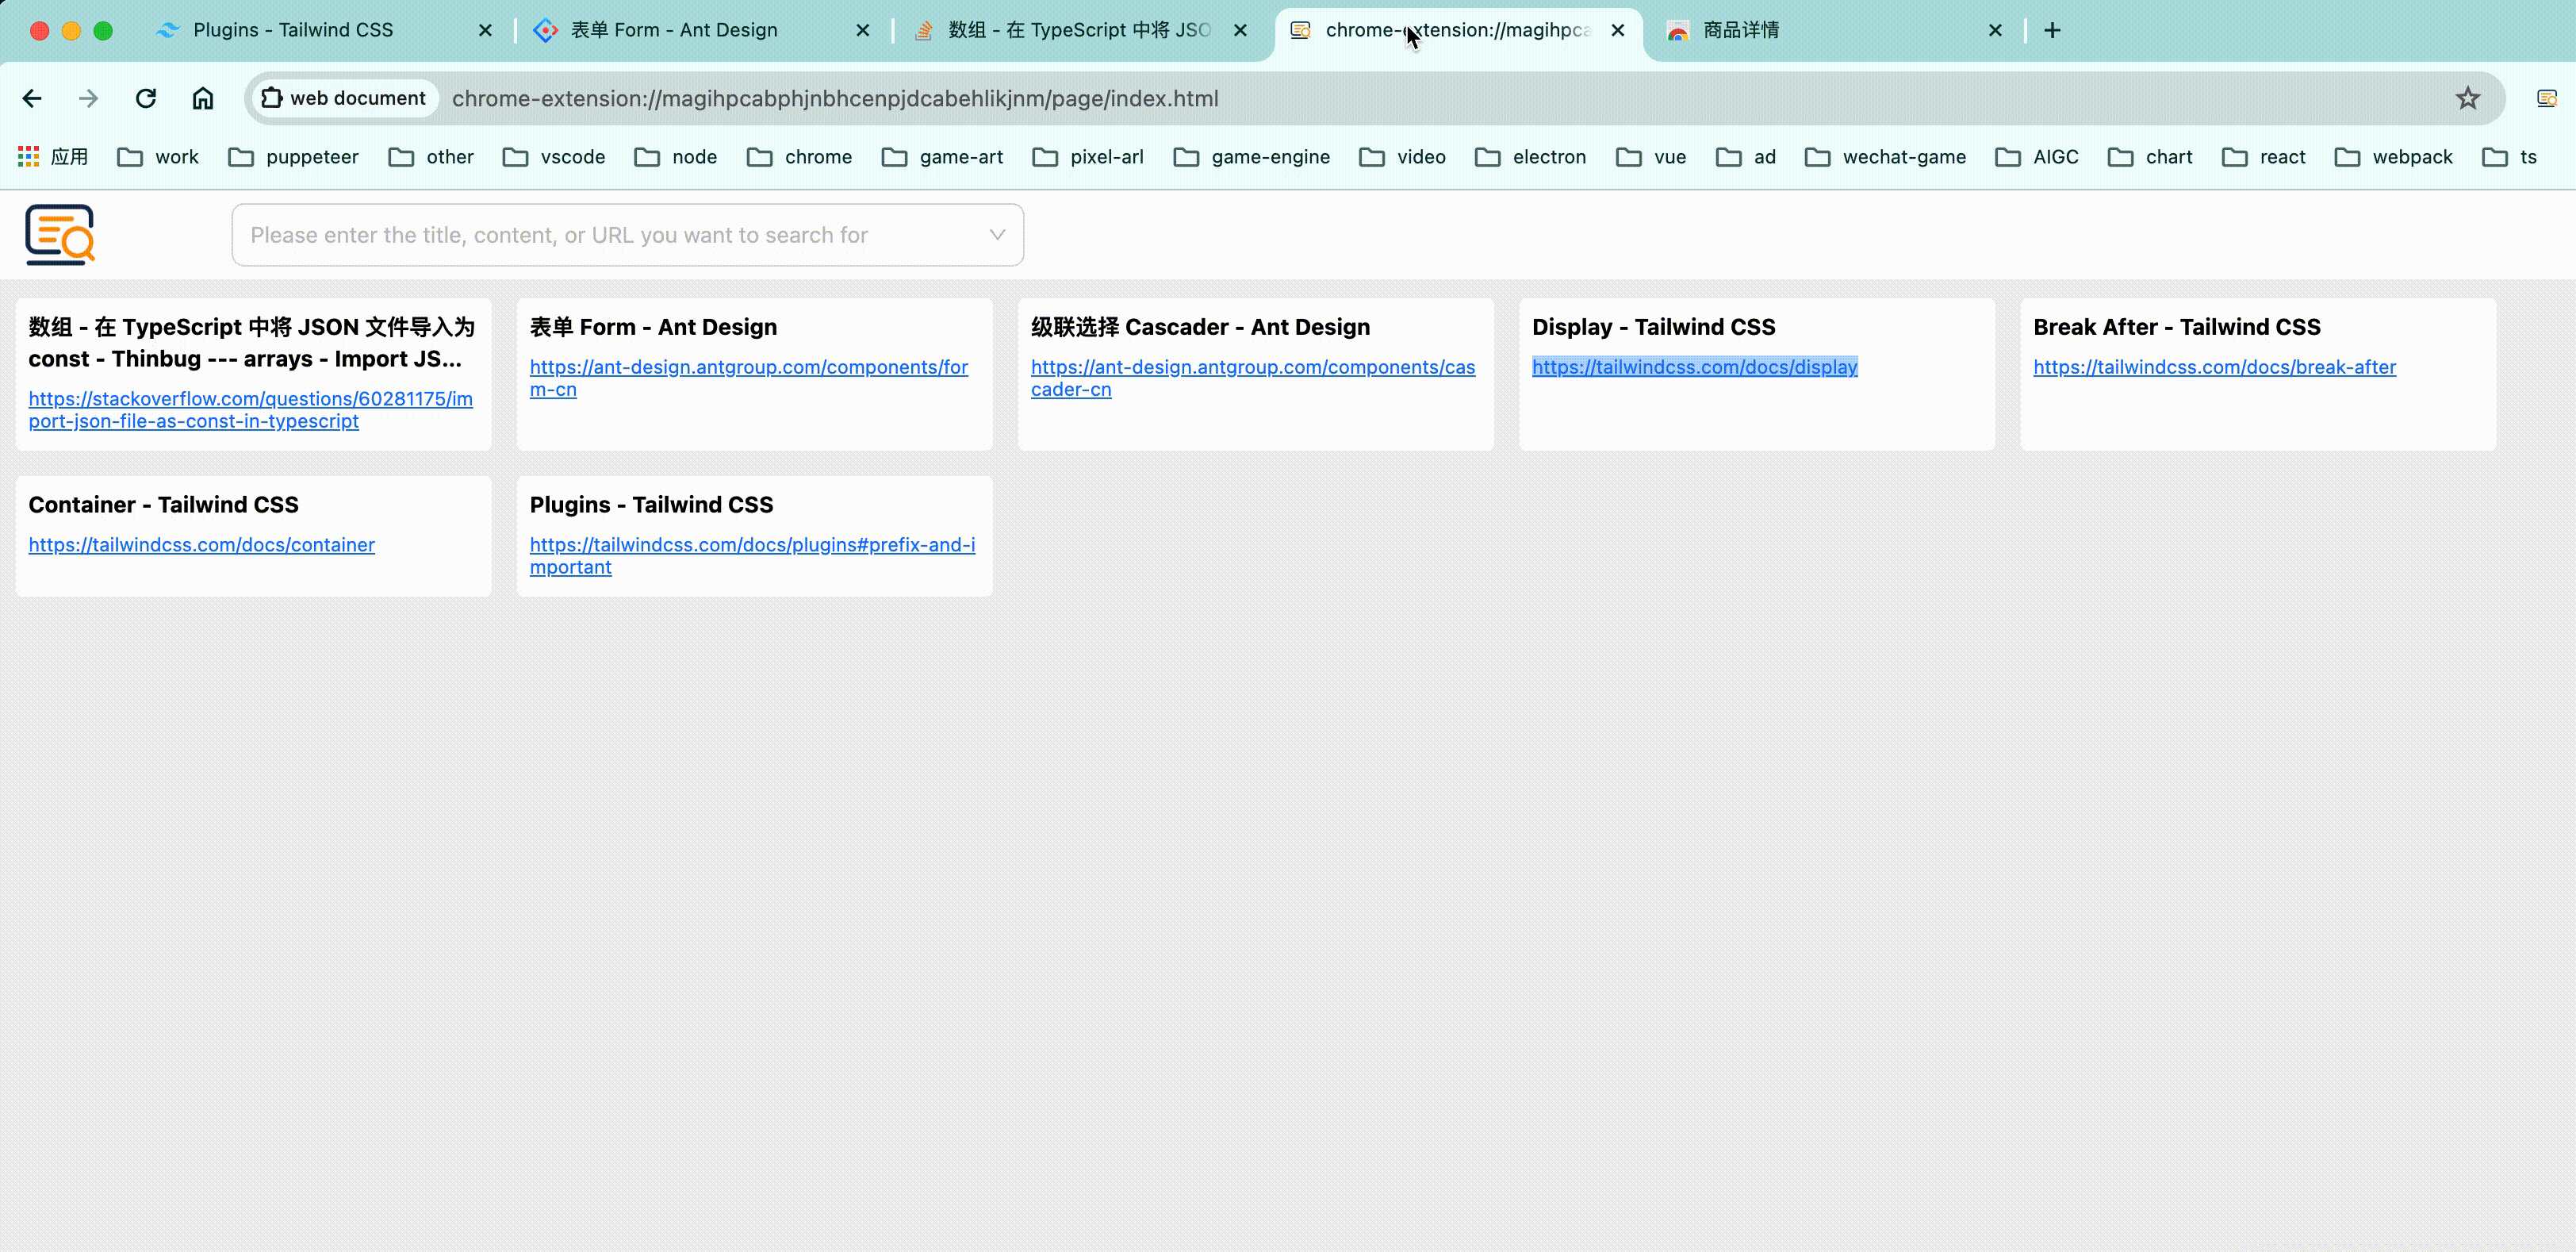 Plugins - Tailwind CSS
表单 Form - Ant Design
数组 - 在 TypeScript 中将 JSO
chrome-extension://magihpca
商品详情
web document
chrome-extension://magihpcabphjnbhcenpjdcabehlikjnm/page/index.html
应用
work
puppeteer
other
vscode
node
chrome
game-art
pixel-arl
game-engine
video
electron
vue
ad
wechat-game
AIGC
chart
react
webpack
ts
Please enter the title, content, or URL you want to search for
数组 - 在 TypeScript 中将 JSON 文件导入为
const - Thinbug --- arrays - Import JS...
https://stackoverflow.com/questions/60281175/im
port-json-file-as-const-in-typescript
表单 Form - Ant Design
https://ant-design.antgroup.com/components/for
m-cn
级联选择 Cascader - Ant Design
https://ant-design.antgroup.com/components/cas
cader-cn
Display - Tailwind CSS
https://tailwindcss.com/docs/display
Break After - Tailwind CSS
https://tailwindcss.com/docs/break-after
Container - Tailwind CSS
https://tailwindcss.com/docs/container
Plugins - Tailwind CSS
https://tailwindcss.com/docs/plugins#prefix-and-i
mportant